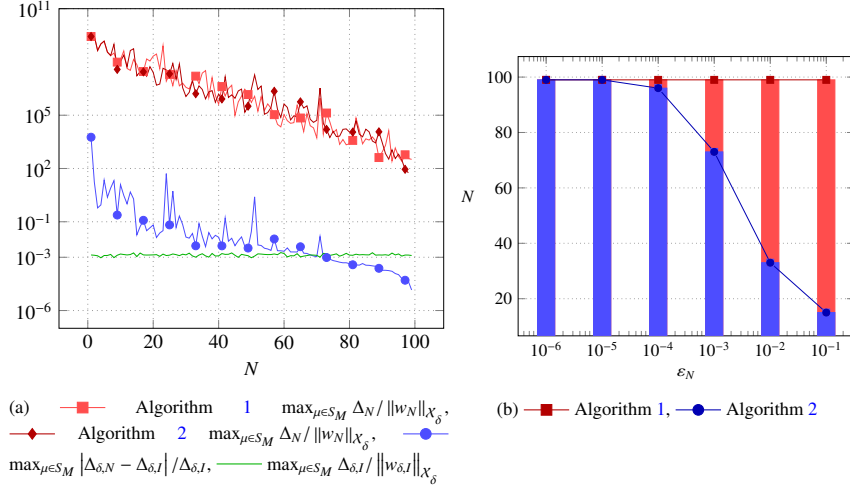 10^11
10^5
10^2
10^−1
10^−3
10^−6
0 20 40 60 80 100
N
100
80
60
40
20
N
10^−6 10^−5 10^−4 10^−3 10^−2 10^−1
ε_N
(a) Algorithm 1 max_{μ∈S_M} Δ_N / ||w_N||_{X_δ},
Algorithm 2 max_{μ∈S_M} Δ_N / ||w_N||_{X_δ},
max_{μ∈S_M} |Δ_{δ,N} − Δ_{δ,I}| /Δ_{δ,I}, max_{μ∈S_M} Δ_{δ,I}/ ||w_{δ,I}||_{X_δ}
(b) Algorithm 1, Algorithm 2